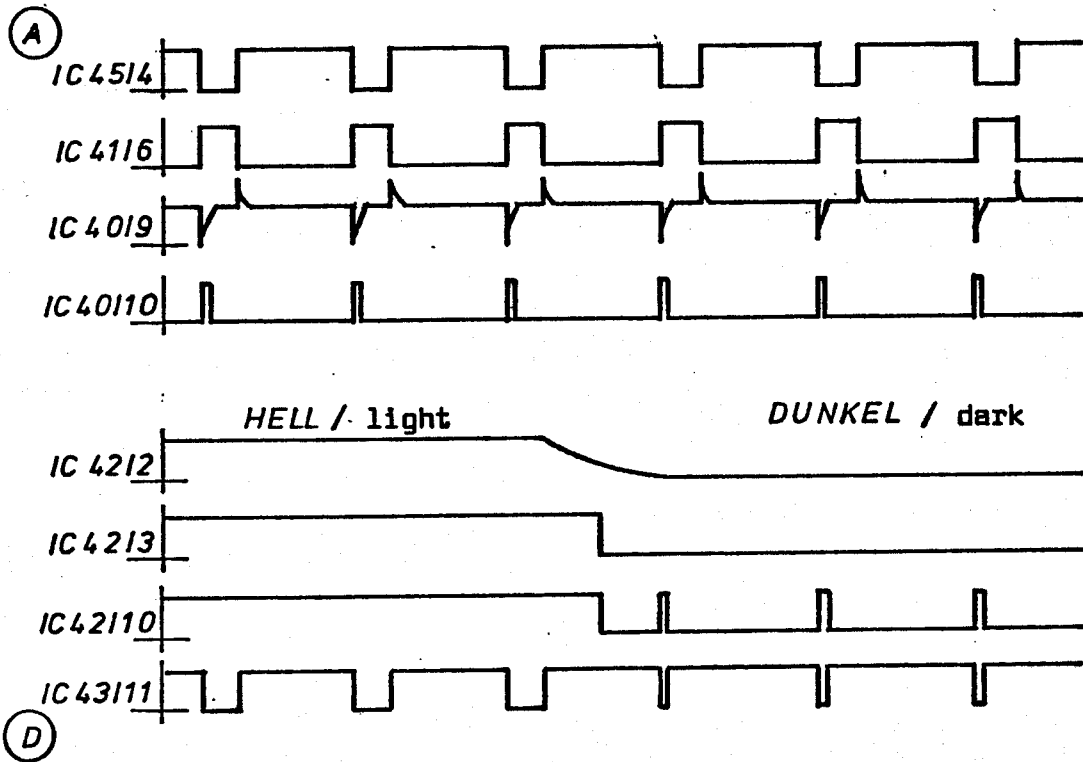 A
IC45/4
IC41/6
IC40/9
IC40/10
HELL / light
DUNKEL / dark
IC42/2
IC42/3
IC42/10
IC43/11
D